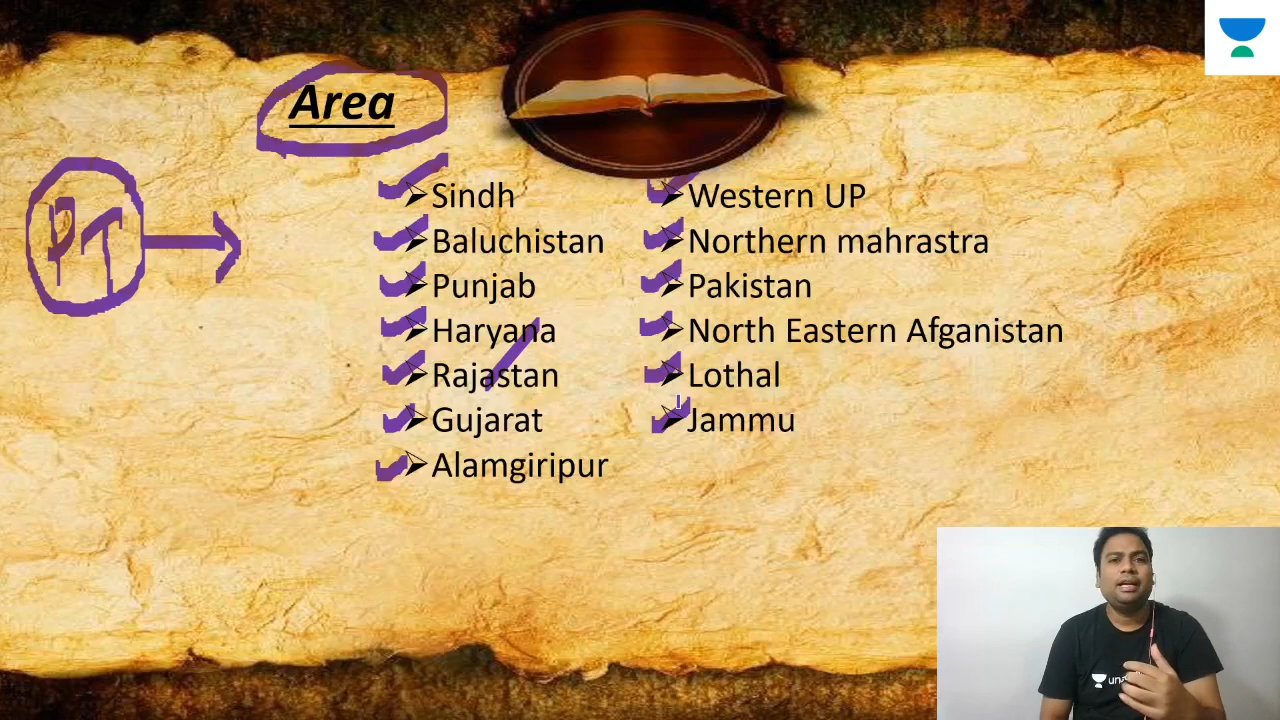 Area
PT
Sindh
Baluchistan
Punjab
Haryana
Rajastan
Gujarat
Alamgiripur
Western UP
Northern mahrastra
Pakistan
North Eastern Afganistan
Lothal
Jammu